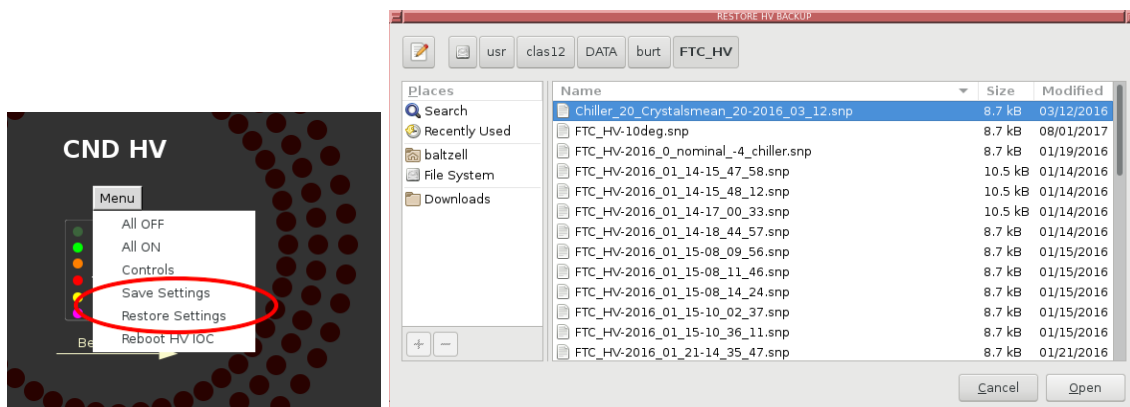 CND HV
Menu
All OFF
All ON
Controls
Save Settings
Restore Settings
Reboot HV IOC
Be
RESTORE HV BACKUP
usr clas12 DATA burt FTC_HV
Places
Search
Recently Used
baltzell
File System
Downloads
Name Size Modified
Chiller_20_Crystalsmean_20-2016_03_12.snp 8.7 kB 03/12/2016
FTC_HV-10deg.snp 8.7 kB 08/01/2017
FTC_HV-2016_0_nominal_-4_chiller.snp 8.7 kB 01/19/2016
FTC_HV-2016_01_14-15_47_58.snp 10.5 kB 01/14/2016
FTC_HV-2016_01_14-15_48_12.snp 10.5 kB 01/14/2016
FTC_HV-2016_01_14-17_00_33.snp 10.5 kB 01/14/2016
FTC_HV-2016_01_14-18_44_57.snp 8.7 kB 01/14/2016
FTC_HV-2016_01_15-08_09_56.snp 8.7 kB 01/15/2016
FTC_HV-2016_01_15-08_11_46.snp 8.7 kB 01/15/2016
FTC_HV-2016_01_15-08_14_24.snp 8.7 kB 01/15/2016
FTC_HV-2016_01_15-10_02_37.snp 8.7 kB 01/15/2016
FTC_HV-2016_01_15-10_36_11.snp 8.7 kB 01/15/2016
FTC_HV-2016_01_21-14_35_47.snp 8.7 kB 01/21/2016
Cancel Open